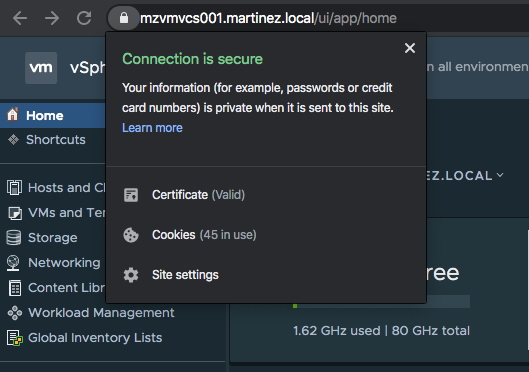 mzvmvcs001.martinez.local/ui/app/home
vm vSph
Connection is secure
n all environmen
Your information (for example, passwords or credit
card numbers) is private when it is sent to this site.
Learn more
Home
Shortcuts
Hosts and Cl
VMs and Ten
Storage
Networking
Content Libr
Workload Management
Global Inventory Lists
Certificate (Valid)
Cookies (45 in use)
Site settings
EZ.LOCAL
ree
1.62 GHz used | 80 GHz total